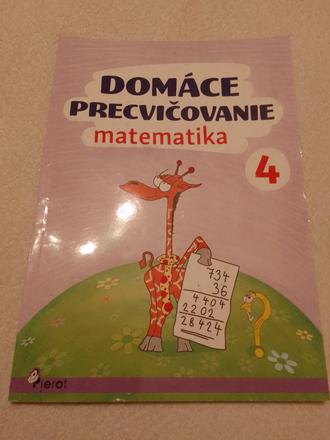 DOMÁCE
PRECVIČOVANIE
matematika
4
734
36
4404
2202
28424
Pierot